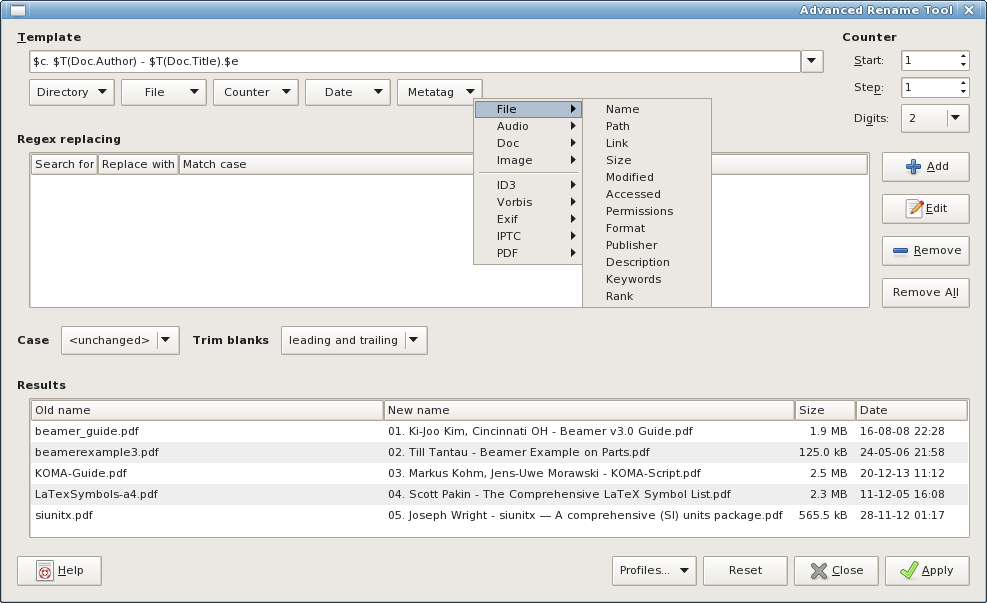 Advanced Rename Tool
Template
Counter
$c. $T(Doc.Author) - $T(Doc.Title).$e
Start: 1
Directory File Counter Date Metatag
Step: 1
Digits: 2
File
Audio
Doc
Image
ID3
Vorbis
Exif
IPTC
PDF
Name
Path
Link
Size
Modified
Accessed
Permissions
Format
Publisher
Description
Keywords
Rank
Regex replacing
Search for Replace with Match case
Add
Edit
Remove
Remove All
Case <unchanged> Trim blanks leading and trailing
Results
Old name New name Size Date
beamer_guide.pdf 01. Ki-Joo Kim, Cincinnati OH - Beamer v3.0 Guide.pdf 1.9 MB 16-08-08 22:28
beamerexample3.pdf 02. Till Tantau - Beamer Example on Parts.pdf 125.0 kB 24-05-06 21:58
KOMA-Guide.pdf 03. Markus Kohm, Jens-Uwe Morawski - KOMA-Script.pdf 2.5 MB 20-12-13 11:12
LaTexSymbols-a4.pdf 04. Scott Pakin - The Comprehensive LaTeX Symbol List.pdf 2.3 MB 11-12-05 16:08
siunitx.pdf 05. Joseph Wright - siunitx — A comprehensive (SI) units package.pdf 565.5 kB 28-11-12 01:17
Help Profiles... Reset Close Apply